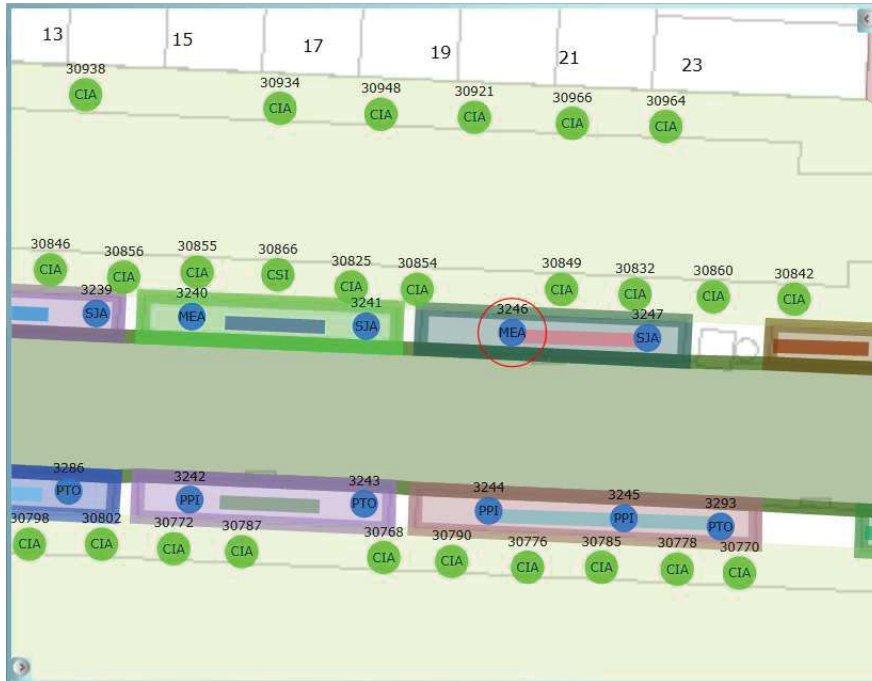 13
15
17
19
21
23
30938
CIA
30934
CIA
30948
CIA
30921
CIA
30966
CIA
30964
CIA
30846
CIA
30856
CIA
30855
CIA
30866
CSI
30825
CIA
30854
CIA
30849
CIA
30832
CIA
30860
CIA
30842
CIA
3239
SJA
3240
MEA
3241
SJA
3246
MEA
3247
SJA
3286
PTO
3242
PPI
3243
PTO
3244
PPI
3245
PPI
3293
PTO
30798
CIA
30802
CIA
30772
CIA
30787
CIA
30768
CIA
30790
CIA
30776
CIA
30785
CIA
30778
CIA
30770
CIA